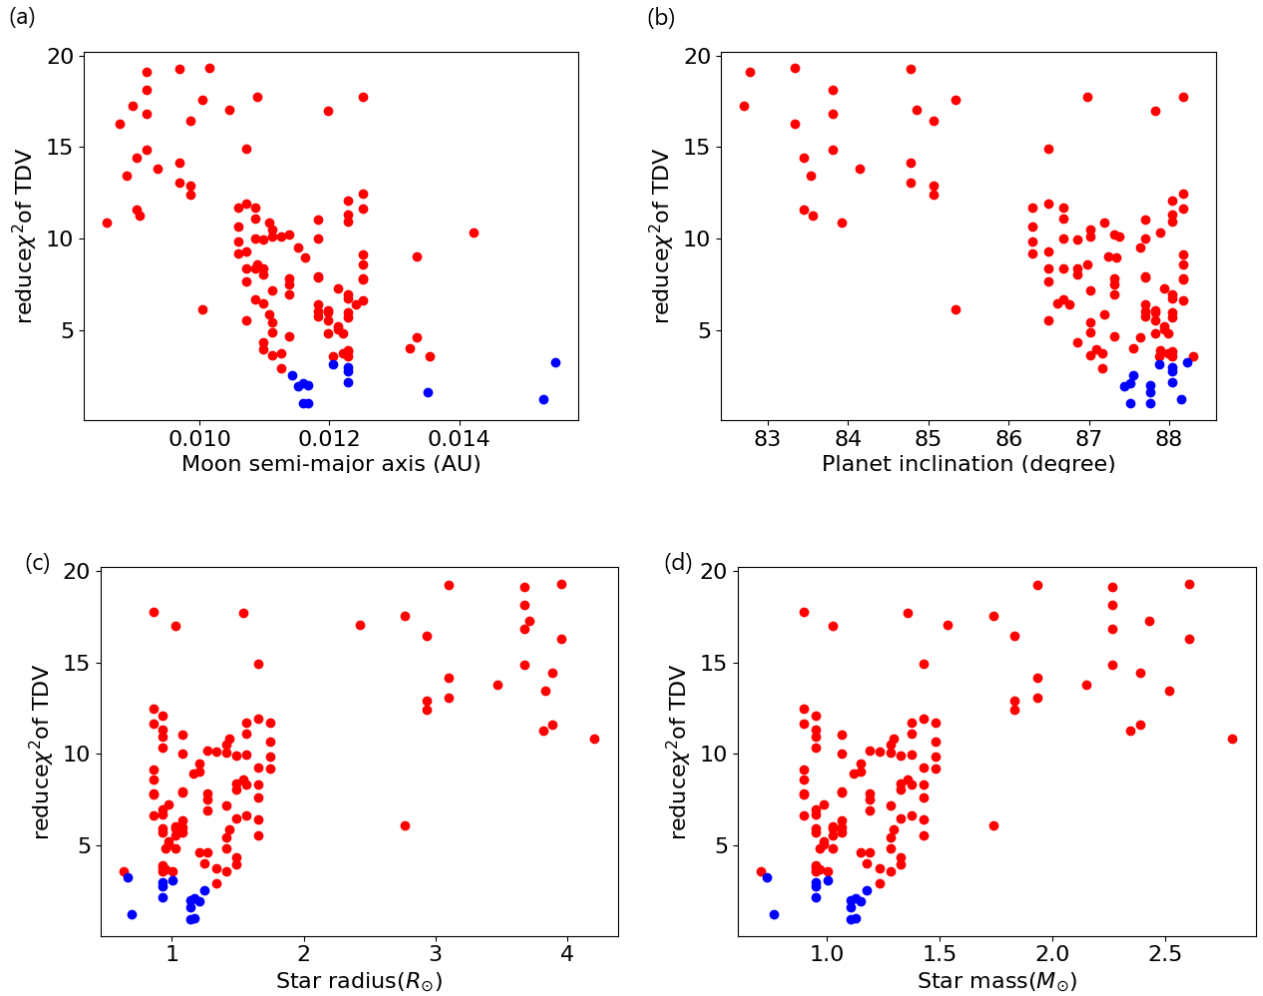 (a)
20
15
10
5
reduceχ²of TDV
0.010 0.012 0.014
Moon semi-major axis (AU)
(b)
20
15
10
5
reduceχ²of TDV
83 84 85 86 87 88
Planet inclination (degree)
(c)
20
15
10
5
reduceχ²of TDV
1 2 3 4
Star radius(R⊙)
(d)
20
15
10
5
reduceχ²of TDV
1.0 1.5 2.0 2.5
Star mass(M⊙)